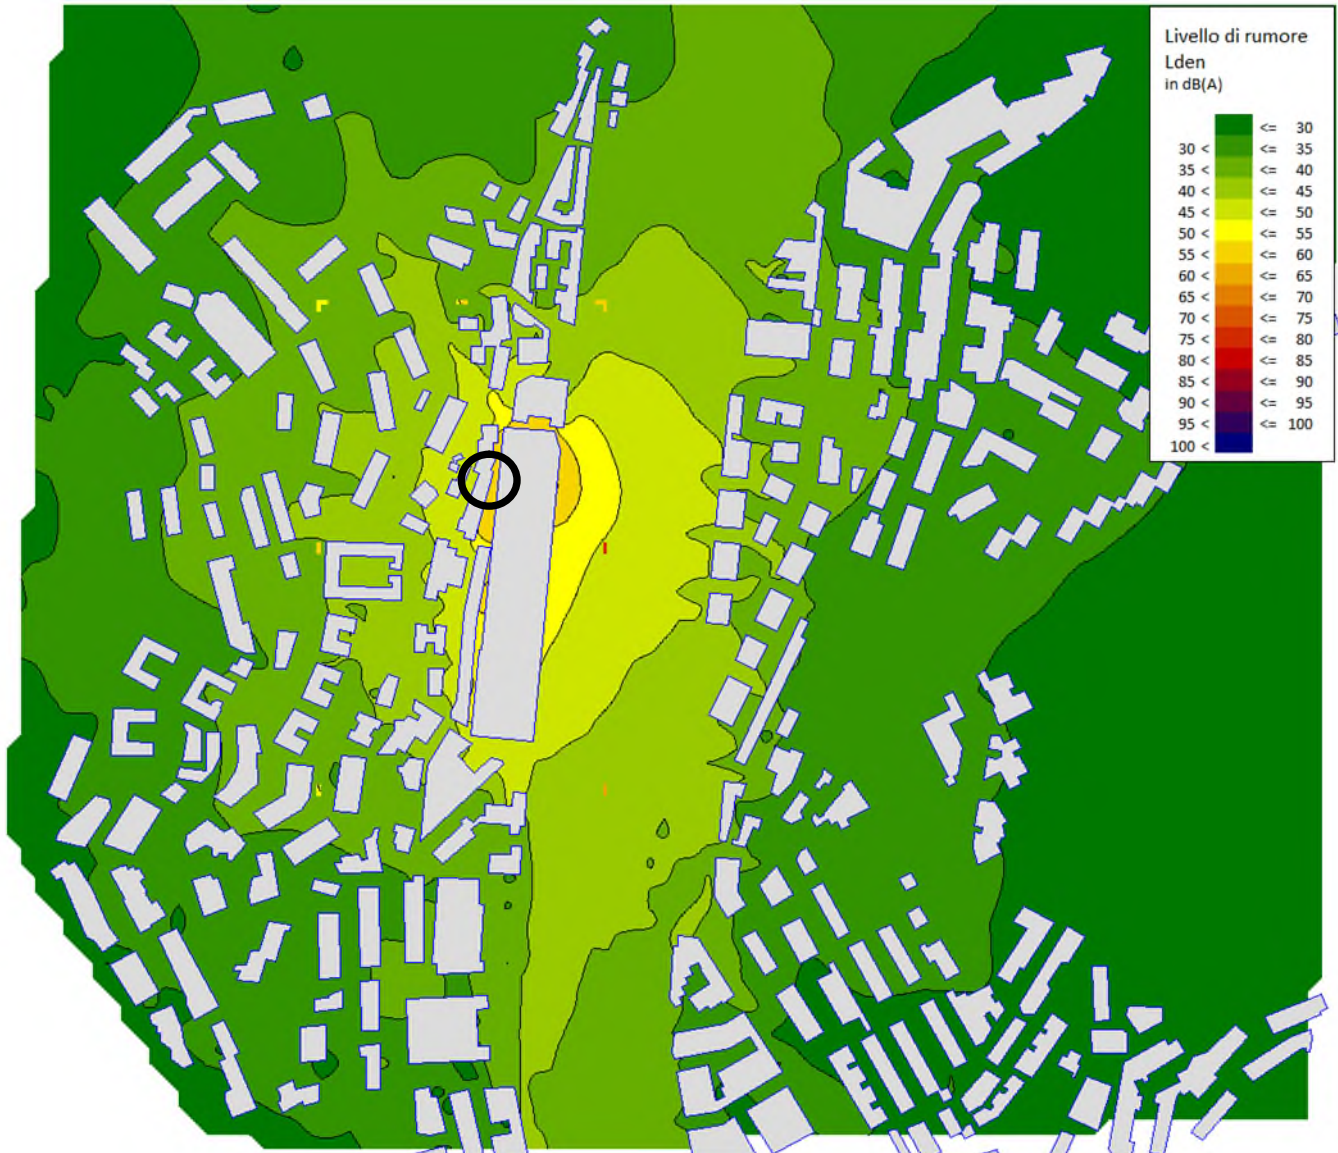 Livello di rumore
Lden
in dB(A)
<= 30
30 < <= 35
35 < <= 40
40 < <= 45
45 < <= 50
50 < <= 55
55 < <= 60
60 < <= 65
65 < <= 70
70 < <= 75
75 < <= 80
80 < <= 85
85 < <= 90
90 < <= 95
95 < <= 100
100 <